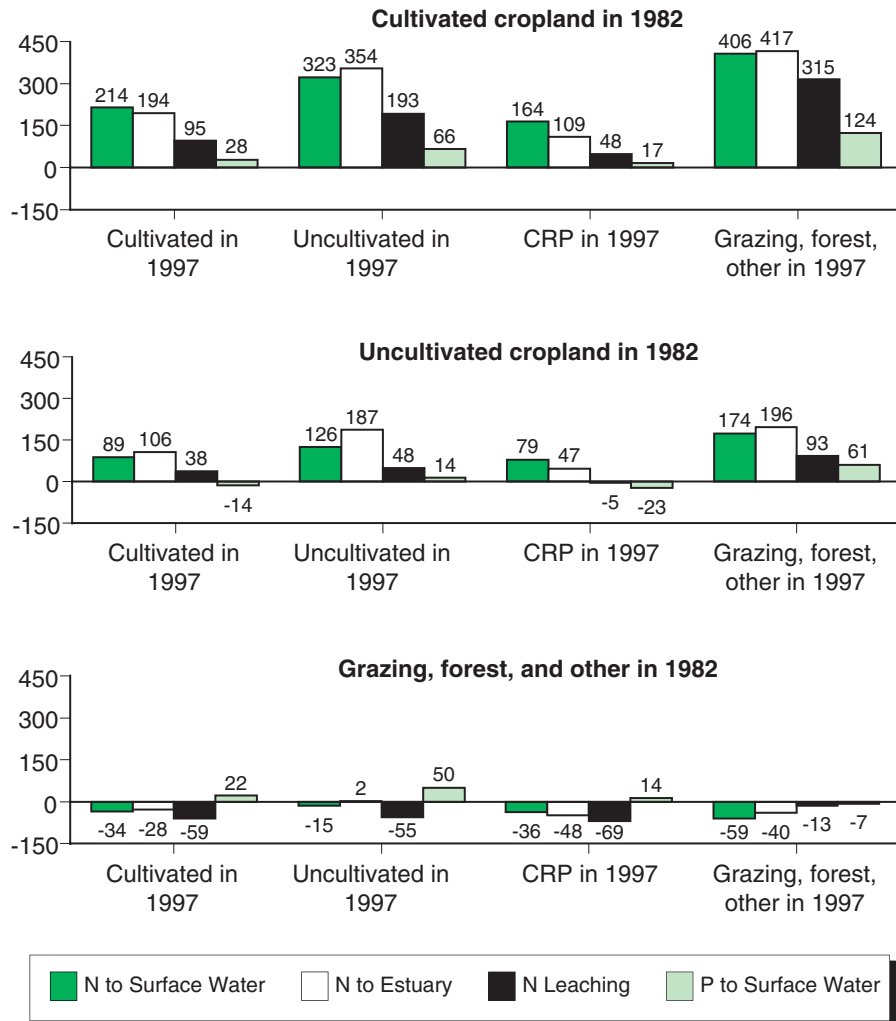 Cultivated cropland in 1982
450
300
150
0
-150
214 194 95 28
323 354 193 66
164 109 48 17
406 417 315 124
Cultivated in
1997
Uncultivated in
1997
CRP in 1997
Grazing, forest,
other in 1997
Uncultivated cropland in 1982
450
300
150
0
-150
89 106 38 -14
126 187 48 14
79 47 -5 -23
174 196 93 61
Cultivated in
1997
Uncultivated in
1997
CRP in 1997
Grazing, forest,
other in 1997
Grazing, forest, and other in 1982
450
300
150
0
-150
-34 -28 -59 22
-15 2 -55 50
-36 -48 -69 14
-59 -40 -13 -7
Cultivated in
1997
Uncultivated in
1997
CRP in 1997
Grazing, forest,
other in 1997
N to Surface Water N to Estuary N Leaching P to Surface Water